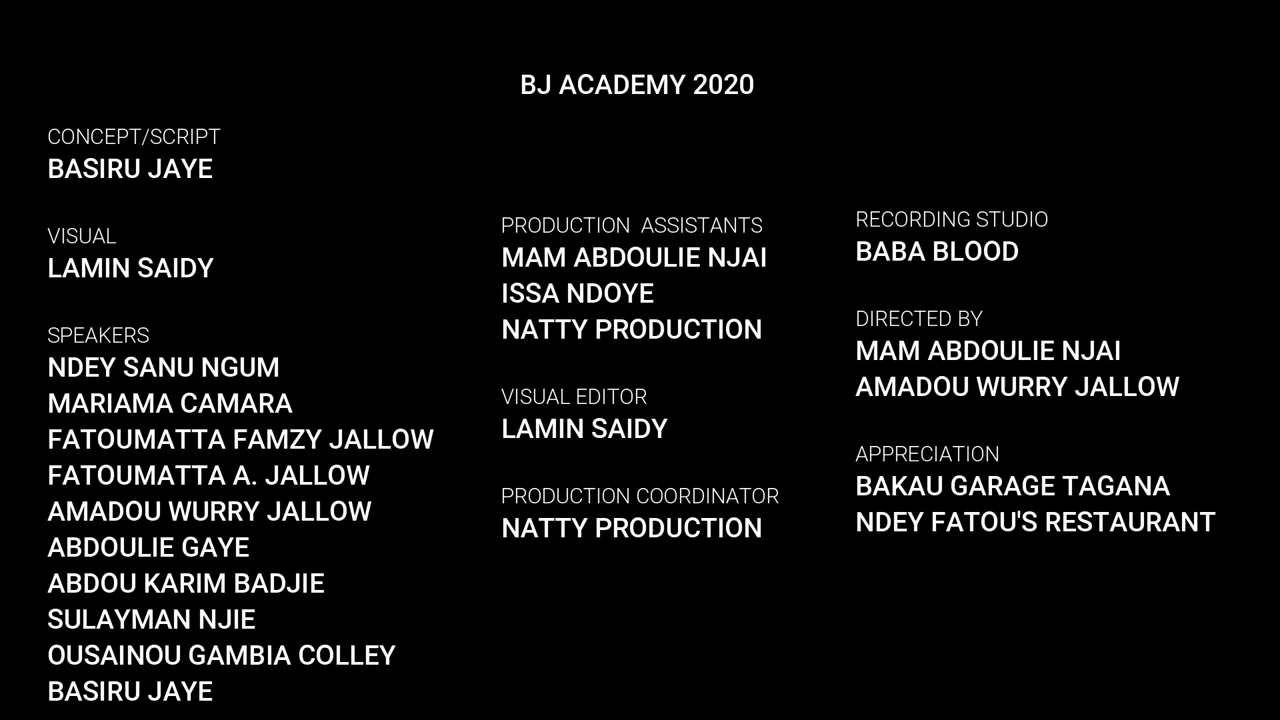 BJ ACADEMY 2020
CONCEPT/SCRIPT
BASIRU JAYE
VISUAL
LAMIN SAIDY
SPEAKERS
NDEY SANU NGUM
MARIAMA CAMARA
FATOUMATTA FAMZY JALLOW
FATOUMATTA A. JALLOW
AMADOU WURRY JALLOW
ABDOULIE GAYE
ABDOU KARIM BADJIE
SULAYMAN NJIE
OUSAINOU GAMBIA COLLEY
BASIRU JAYE
PRODUCTION  ASSISTANTS
MAM ABDOULIE NJAI
ISSA NDOYE
NATTY PRODUCTION
VISUAL EDITOR
LAMIN SAIDY
PRODUCTION COORDINATOR
NATTY PRODUCTION
RECORDING STUDIO
BABA BLOOD
DIRECTED BY
MAM ABDOULIE NJAI
AMADOU WURRY JALLOW
APPRECIATION
BAKAU GARAGE TAGANA
NDEY FATOU'S RESTAURANT